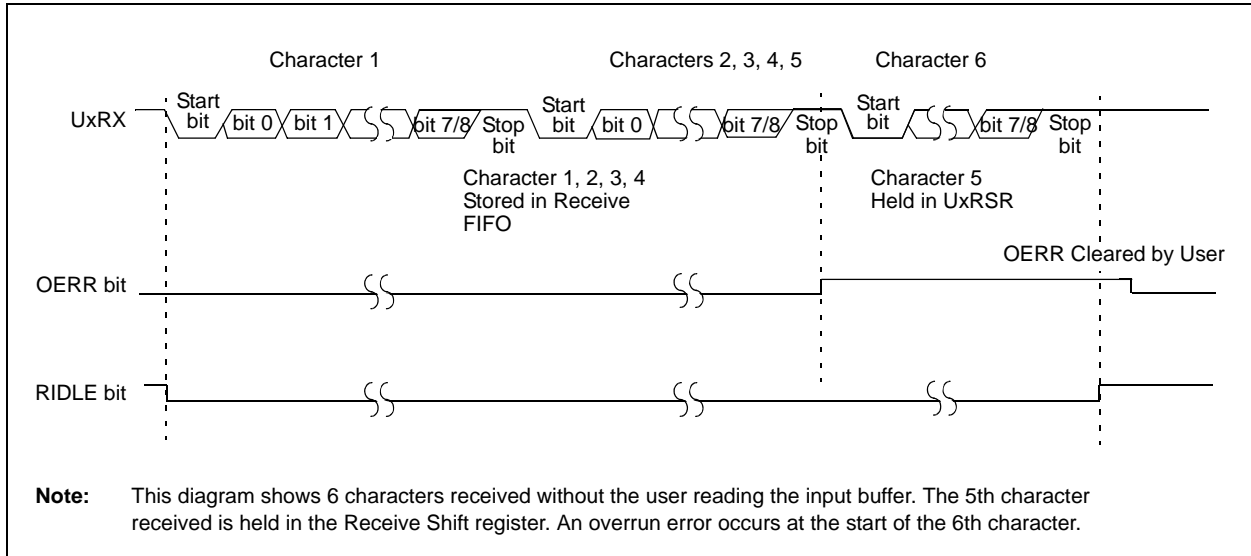 Character 1
Characters 2, 3, 4, 5
Character 6
UxRX
Start
bit
bit 0
bit 1
bit 7/8
Stop
bit
Start
bit
bit 0
bit 7/8
Stop
bit
Start
bit
bit 7/8
Stop
bit
Character 1, 2, 3, 4
Stored in Receive
FIFO
Character 5
Held in UxRSR
OERR Cleared by User
OERR bit
RIDLE bit
Note: This diagram shows 6 characters received without the user reading the input buffer. The 5th character
received is held in the Receive Shift register. An overrun error occurs at the start of the 6th character.